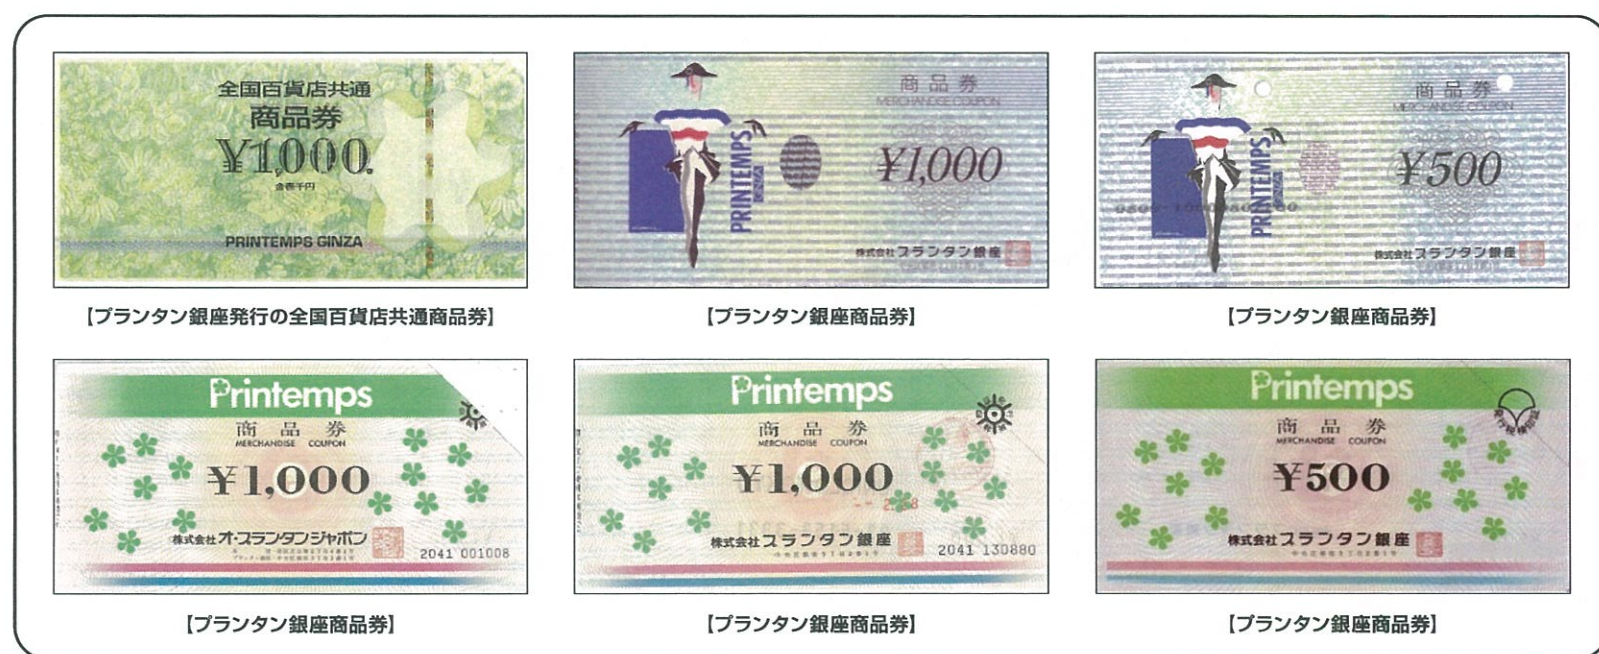 全国百貨店共通
商品券
¥1,000
金壱千円
PRINTEMPS GINZA
【プランタン銀座発行の全国百貨店共通商品券】
商品券
MERCHANDISE COUPON
¥1,000
PRINTEMPS
GINZA
株式会社プランタン銀座
【プランタン銀座商品券】
商品券
MERCHANDISE COUPON
¥500
PRINTEMPS
GINZA
株式会社プランタン銀座
【プランタン銀座商品券】
Printemps
商品券
MERCHANDISE COUPON
¥1,000
株式会社オ・プランタンジャポン
2041 001008
【プランタン銀座商品券】
Printemps
商品券
MERCHANDISE COUPON
¥1,000
株式会社プランタン銀座
2041 130880
【プランタン銀座商品券】
Printemps
商品券
MERCHANDISE COUPON
¥500
株式会社プランタン銀座
【プランタン銀座商品券】